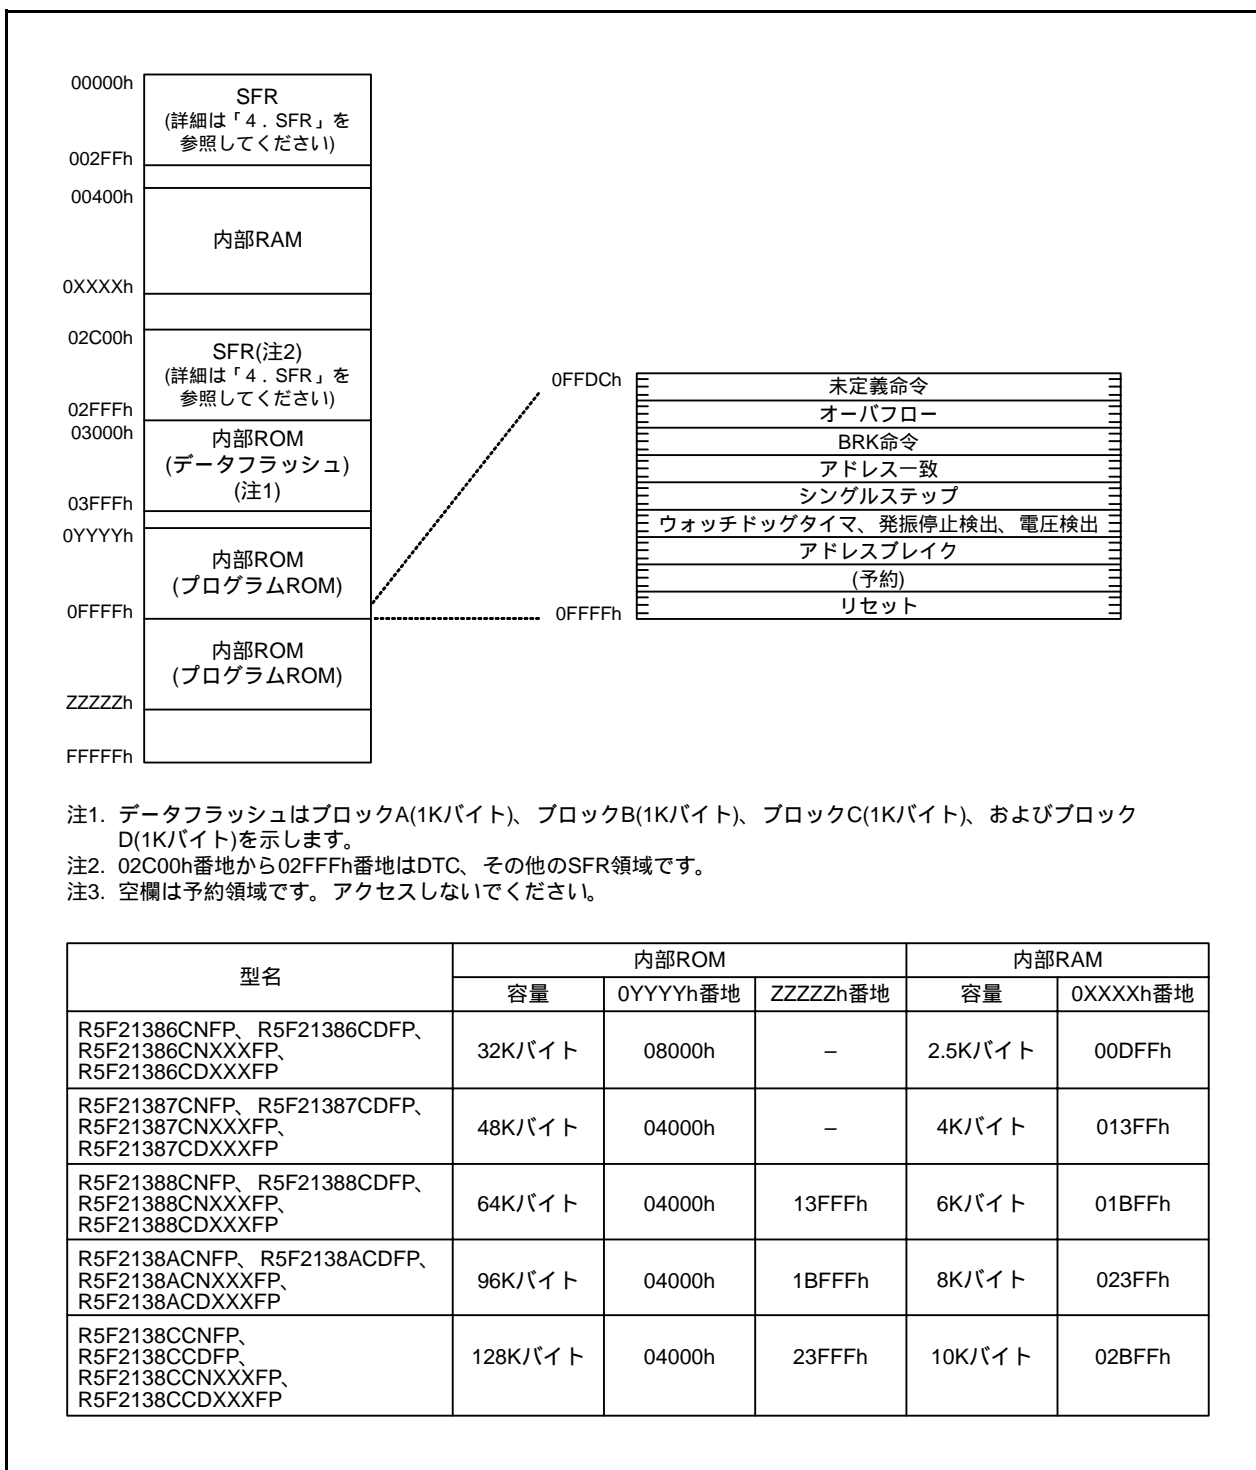 00000h
SFR
(詳細は「4．SFR」を
参照してください)
002FFh
00400h
内部RAM
0XXXXh
02C00h
SFR(注2)
(詳細は「4．SFR」を
参照してください)
02FFFh
03000h
内部ROM
(データフラッシュ)
(注1)
03FFFh
0YYYYh
内部ROM
(プログラムROM)
0FFFFh
内部ROM
(プログラムROM)
ZZZZZh
FFFFFh
0FFDCh
未定義命令
オーバフロー
BRK命令
アドレス一致
シングルステップ
ウォッチドッグタイマ、発振停止検出、電圧検出
アドレスブレイク
(予約)
0FFFFh
リセット
注1. データフラッシュはブロックA(1Kバイト)、ブロックB(1Kバイト)、ブロックC(1Kバイト)、およびブロック
D(1Kバイト)を示します。
注2. 02C00h番地から02FFFh番地はDTC、その他のSFR領域です。
注3. 空欄は予約領域です。アクセスしないでください。
型名 内部ROM 内部RAM
容量 0YYYYh番地 ZZZZZh番地 容量 0XXXXh番地
R5F21386CNFP、R5F21386CDFP、
R5F21386CNXXXFP、
R5F21386CDXXXFP
32Kバイト 08000h – 2.5Kバイト 00DFFh
R5F21387CNFP、R5F21387CDFP、
R5F21387CNXXXFP、
R5F21387CDXXXFP
48Kバイト 04000h – 4Kバイト 013FFh
R5F21388CNFP、R5F21388CDFP、
R5F21388CNXXXFP、
R5F21388CDXXXFP
64Kバイト 04000h 13FFFh 6Kバイト 01BFFh
R5F2138ACNFP、R5F2138ACDFP、
R5F2138ACNXXXFP、
R5F2138ACDXXXFP
96Kバイト 04000h 1BFFFh 8Kバイト 023FFh
R5F2138CCNFP、
R5F2138CCDFP、
R5F2138CCNXXXFP、
R5F2138CCDXXXFP
128Kバイト 04000h 23FFFh 10Kバイト 02BFFh